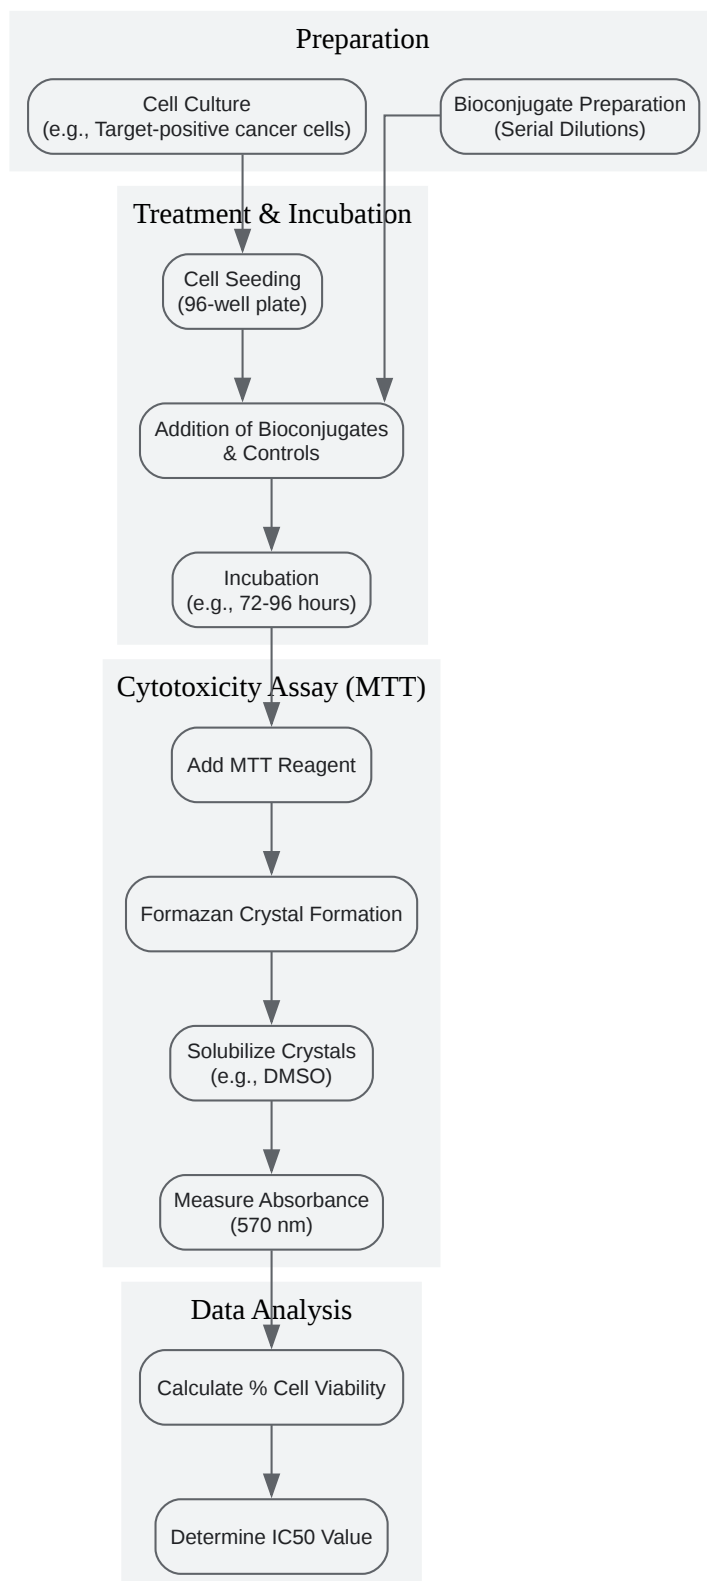 Preparation
Cell Culture
(e.g., Target-positive cancer cells)
Bioconjugate Preparation
(Serial Dilutions)
Treatment & Incubation
Cell Seeding
(96-well plate)
Addition of Bioconjugates
& Controls
Incubation
(e.g., 72-96 hours)
Cytotoxicity Assay (MTT)
Add MTT Reagent
Formazan Crystal Formation
Solubilize Crystals
(e.g., DMSO)
Measure Absorbance
(570 nm)
Data Analysis
Calculate % Cell Viability
Determine IC50 Value